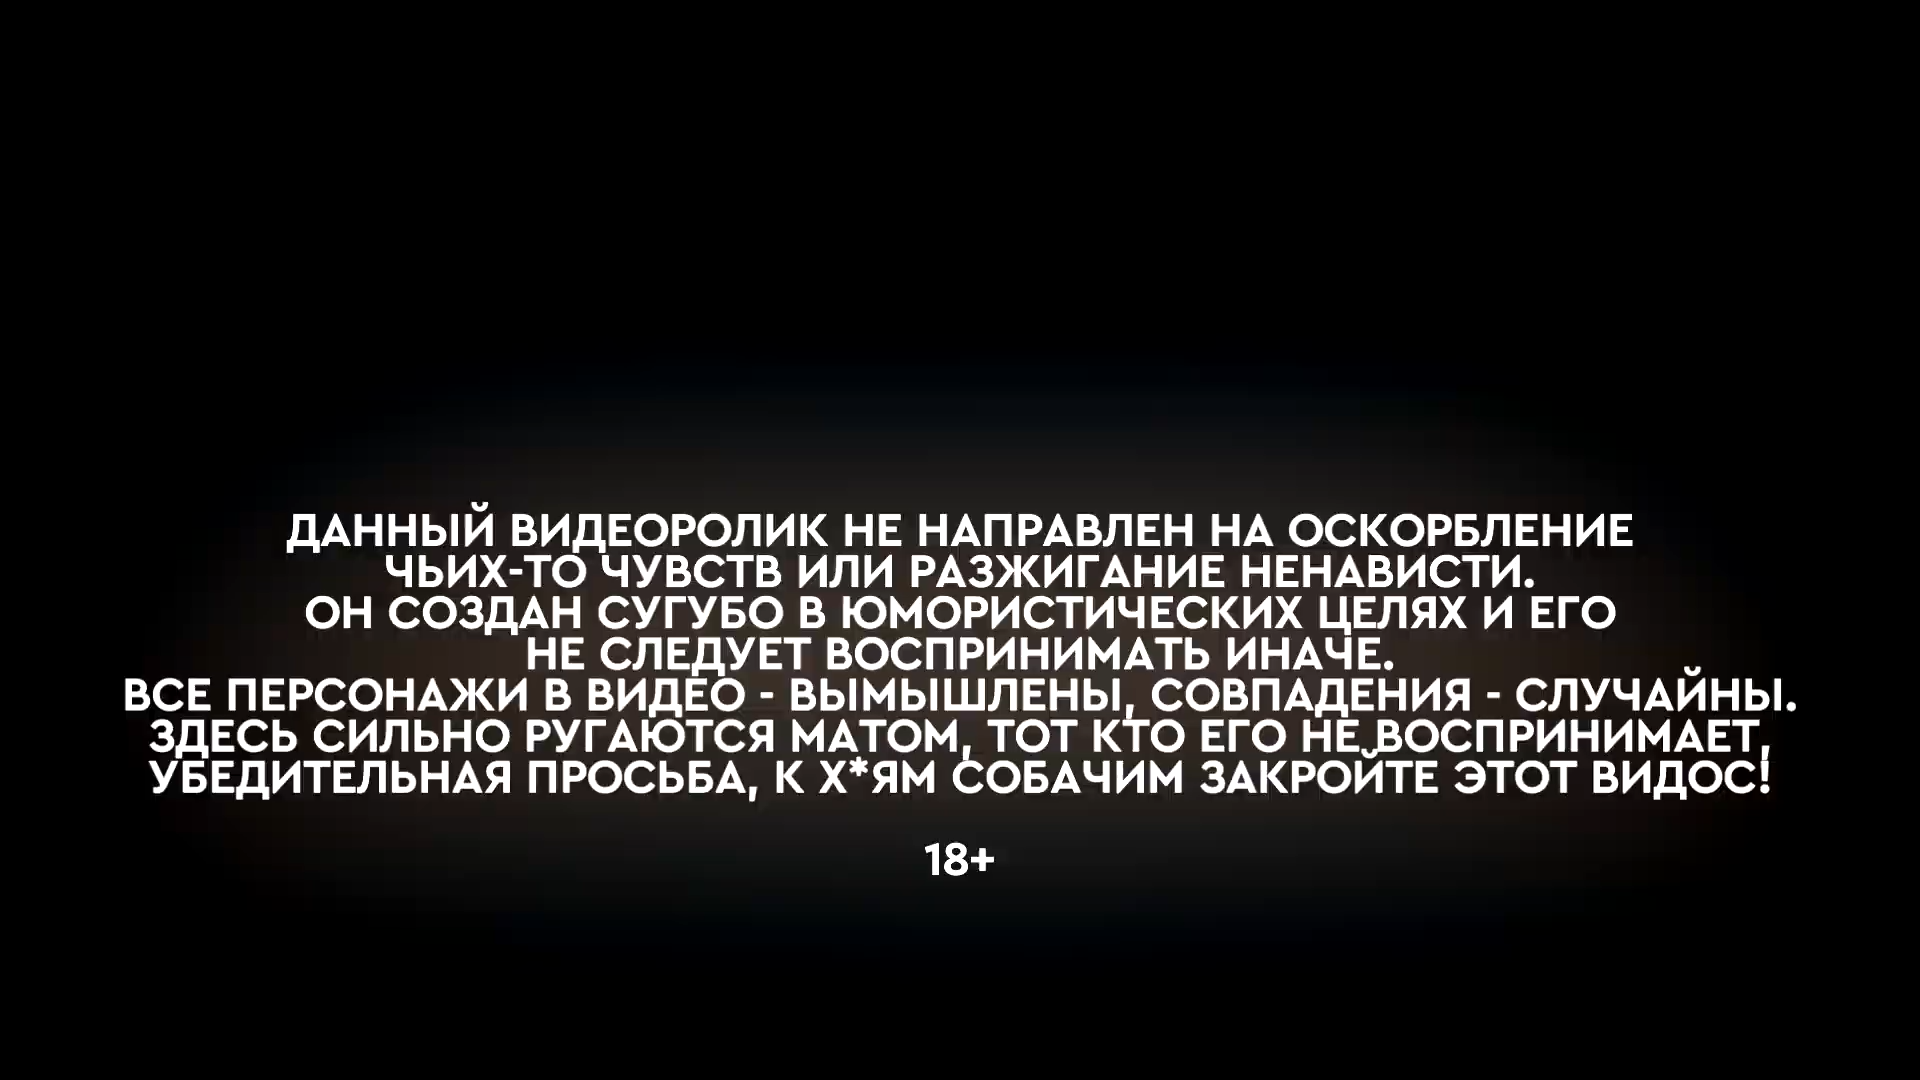 ДАННЫЙ ВИДЕОРОЛИК НЕ НАПРАВЛЕН НА ОСКОРБЛЕНИЕ
ЧЬИХ-ТО ЧУВСТВ ИЛИ РАЗЖИГАНИЕ НЕНАВИСТИ.
ОН СОЗДАН СУГУБО В ЮМОРИСТИЧЕСКИХ ЦЕЛЯХ И ЕГО
НЕ СЛЕДУЕТ ВОСПРИНИМАТЬ ИНАЧЕ.
ВСЕ ПЕРСОНАЖИ В ВИДЕО - ВЫМЫШЛЕНЫ, СОВПАДЕНИЯ - СЛУЧАЙНЫ.
ЗДЕСЬ СИЛЬНО РУГАЮТСЯ МАТОМ, ТОТ КТО ЕГО НЕ ВОСПРИНИМАЕТ,
УБЕДИТЕЛЬНАЯ ПРОСЬБА, К Х*ЯМ СОБАЧИМ ЗАКРОЙТЕ ЭТОТ ВИДОС!
18+